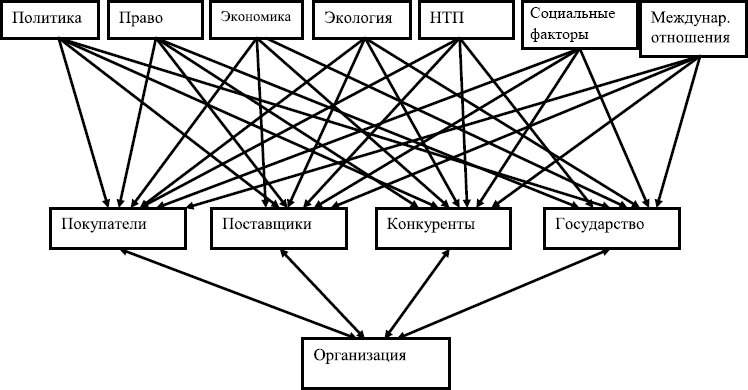 Политика
Право
Экономика
Экология
НТП
Социальные
факторы
Междунар.
отношения
Покупатели
Поставщики
Конкуренты
Государство
Организация